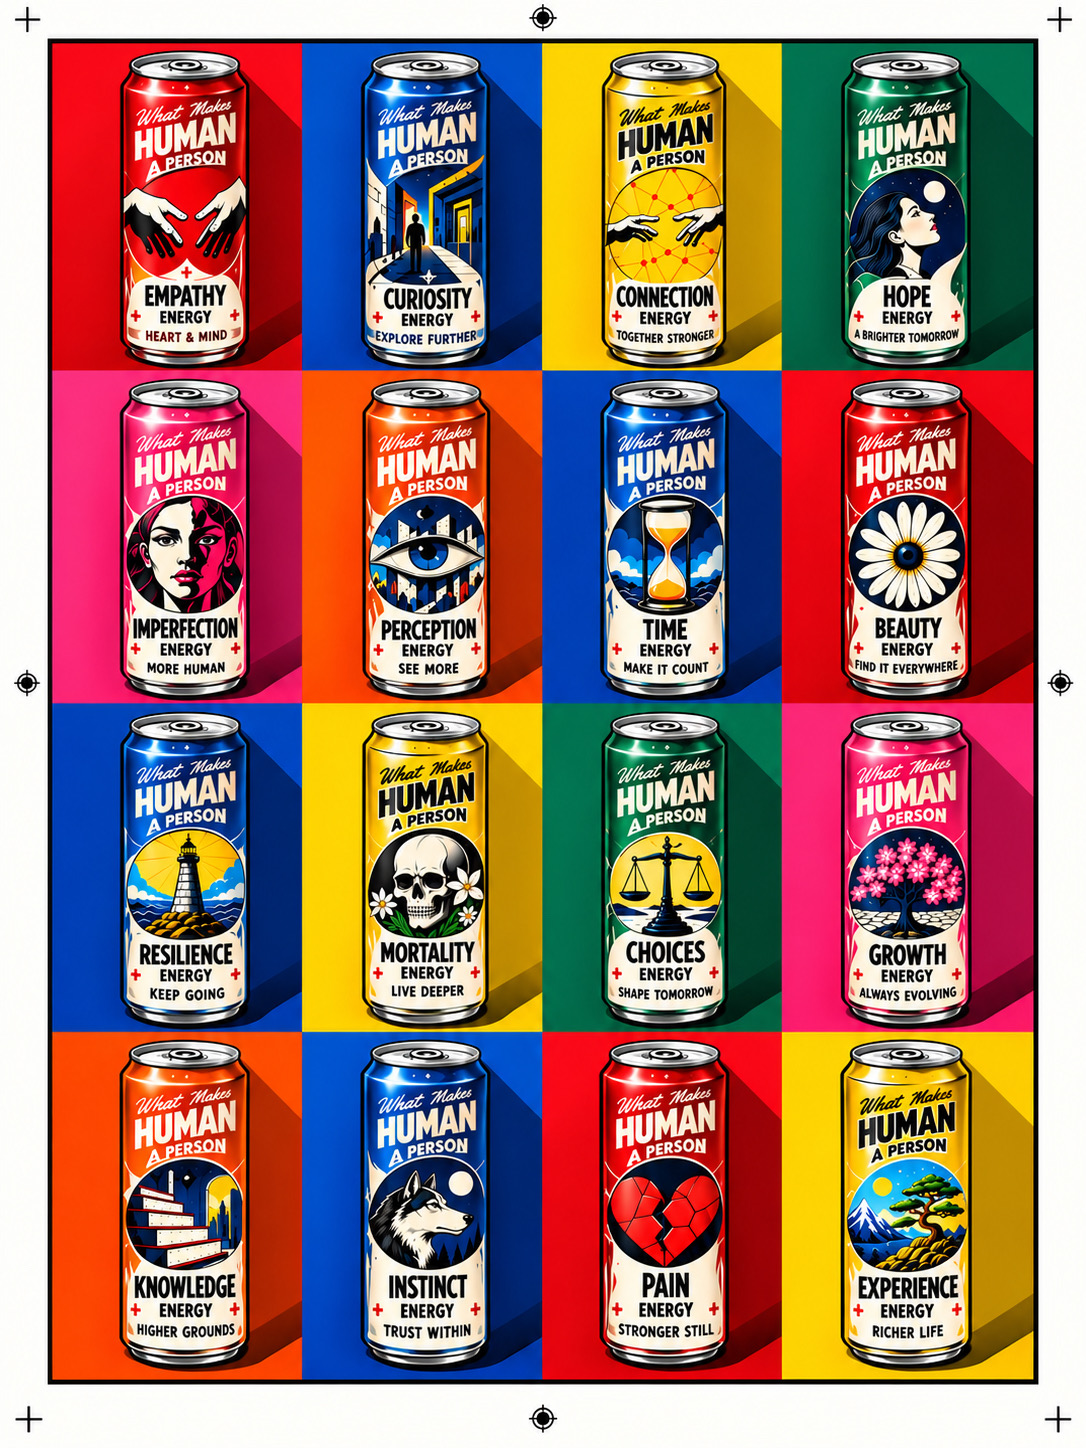 What Makes
HUMAN
A PERSON
EMPATHY
ENERGY
HEART & MIND
What Makes
HUMAN
A PERSON
CURIOSITY
ENERGY
EXPLORE FURTHER
What Makes
HUMAN
A PERSON
CONNECTION
ENERGY
TOGETHER STRONGER
What Makes
HUMAN
A PERSON
HOPE
ENERGY
A BRIGHTER TOMORROW
What Makes
HUMAN
A PERSON
IMPERFECTION
ENERGY
MORE HUMAN
What Makes
HUMAN
A PERSON
PERCEPTION
ENERGY
SEE MORE
What Makes
HUMAN
A PERSON
TIME
ENERGY
MAKE IT COUNT
What Makes
HUMAN
A PERSON
BEAUTY
ENERGY
FIND IT EVERYWHERE
What Makes
HUMAN
A PERSON
RESILIENCE
ENERGY
KEEP GOING
What Makes
HUMAN
A PERSON
MORTALITY
ENERGY
LIVE DEEPER
What Makes
HUMAN
A PERSON
CHOICES
ENERGY
SHAPE TOMORROW
What Makes
HUMAN
A PERSON
GROWTH
ENERGY
ALWAYS EVOLVING
What Makes
HUMAN
A PERSON
KNOWLEDGE
ENERGY
HIGHER GROUNDS
What Makes
HUMAN
A PERSON
INSTINCT
ENERGY
TRUST WITHIN
What Makes
HUMAN
A PERSON
PAIN
ENERGY
STRONGER STILL
What Makes
HUMAN
A PERSON
EXPERIENCE
ENERGY
RICHER LIFE